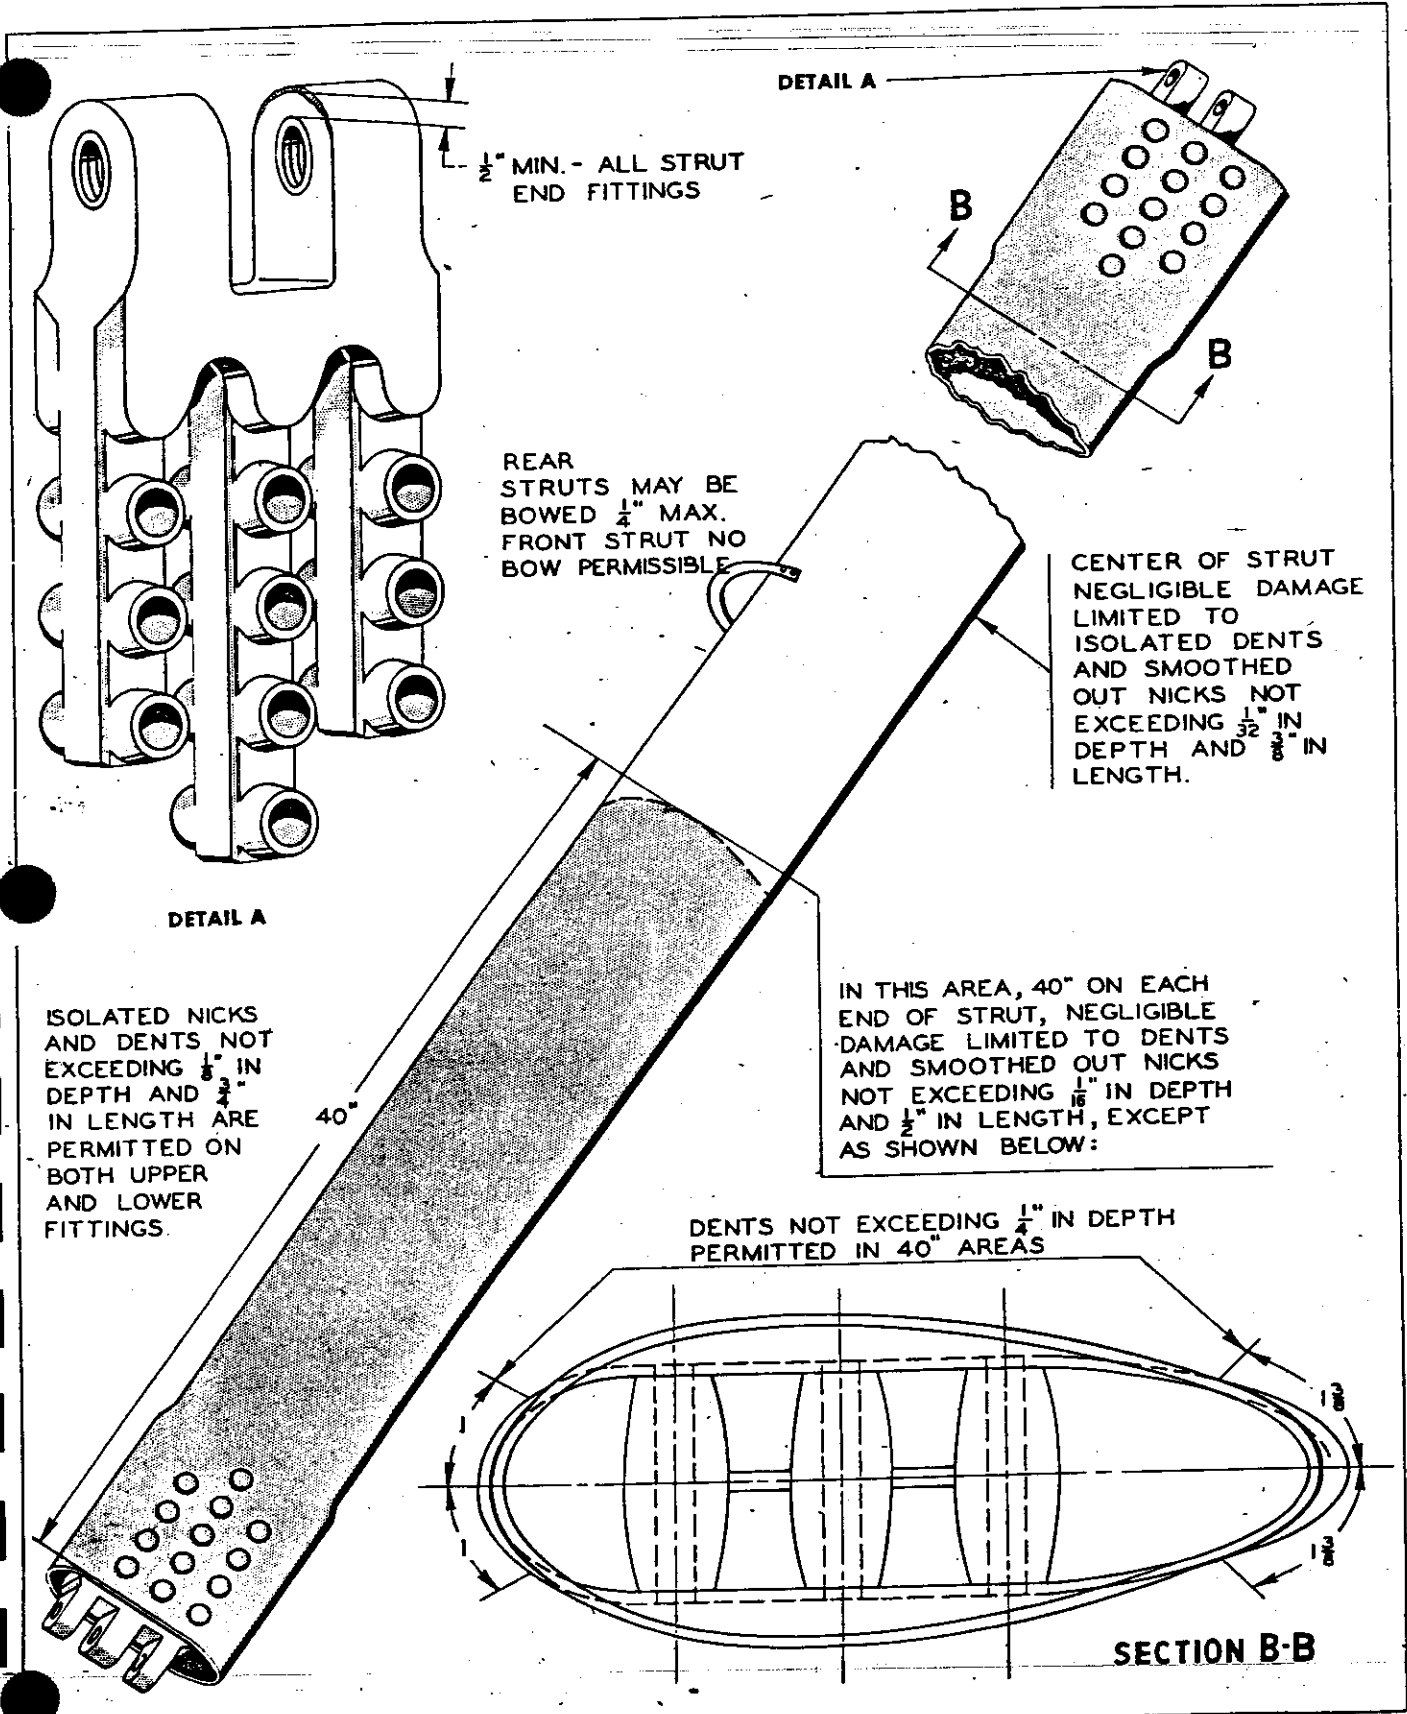 DETAIL A
1/2" MIN. - ALL STRUT
END FITTINGS
B
B
REAR
STRUTS MAY BE
BOWED 1/4" MAX.
FRONT STRUT NO
BOW PERMISSIBLE
CENTER OF STRUT
NEGLIGIBLE DAMAGE
LIMITED TO
ISOLATED DENTS
AND SMOOTHED
OUT NICKS NOT
EXCEEDING 1/32" IN
DEPTH AND 3/8" IN
LENGTH.
DETAIL A
ISOLATED NICKS
AND DENTS NOT
EXCEEDING 1/8" IN
DEPTH AND 3/4"
IN LENGTH ARE
PERMITTED ON
BOTH UPPER
AND LOWER
FITTINGS.
40"
IN THIS AREA, 40" ON EACH
END OF STRUT, NEGLIGIBLE
DAMAGE LIMITED TO DENTS
AND SMOOTHED OUT NICKS
NOT EXCEEDING 1/16" IN DEPTH
AND 1/2" IN LENGTH, EXCEPT
AS SHOWN BELOW:
DENTS NOT EXCEEDING 1/4" IN DEPTH
PERMITTED IN 40" AREAS
1
1 3/8
1
1 3/8
SECTION B-B